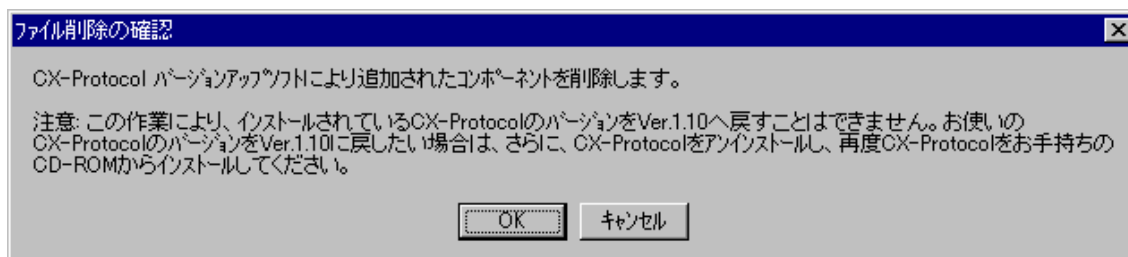 ファイル削除の確認
CX-Protocol バージョンアップソフトにより追加されたコンポーネントを削除します。
注意: この作業により、インストールされているCX-ProtocolのバージョンをVer.1.10へ戻すことはできません。お使いの
CX-ProtocolのバージョンをVer.1.10に戻したい場合は、さらに、CX-Protocolをアンインストールし、再度CX-Protocolをお手持ちの
CD-ROMからインストールしてください。
OK
キャンセル